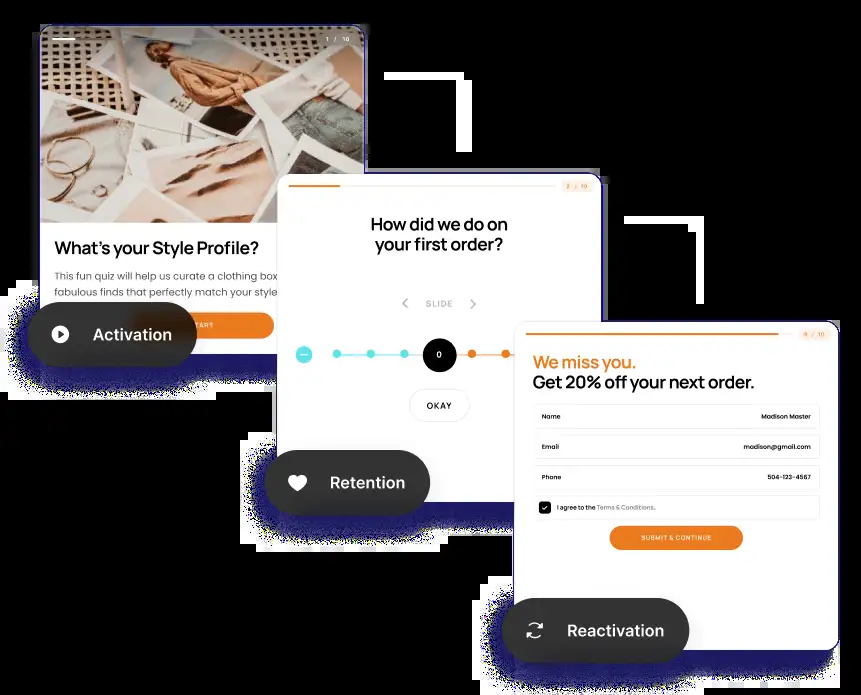 1 / 10
What's your Style Profile?
This fun quiz will help us curate a clothing box
fabulous finds that perfectly match your style
START
Activation
2 / 10
How did we do on
your first order?
SLIDE
0
OKAY
Retention
9 / 10
We miss you.
Get 20% off your next order.
Name Madison Master
Email madison@gmail.com
Phone 504-123-4567
I agree to the Terms & Conditions.
SUBMIT & CONTINUE
Reactivation